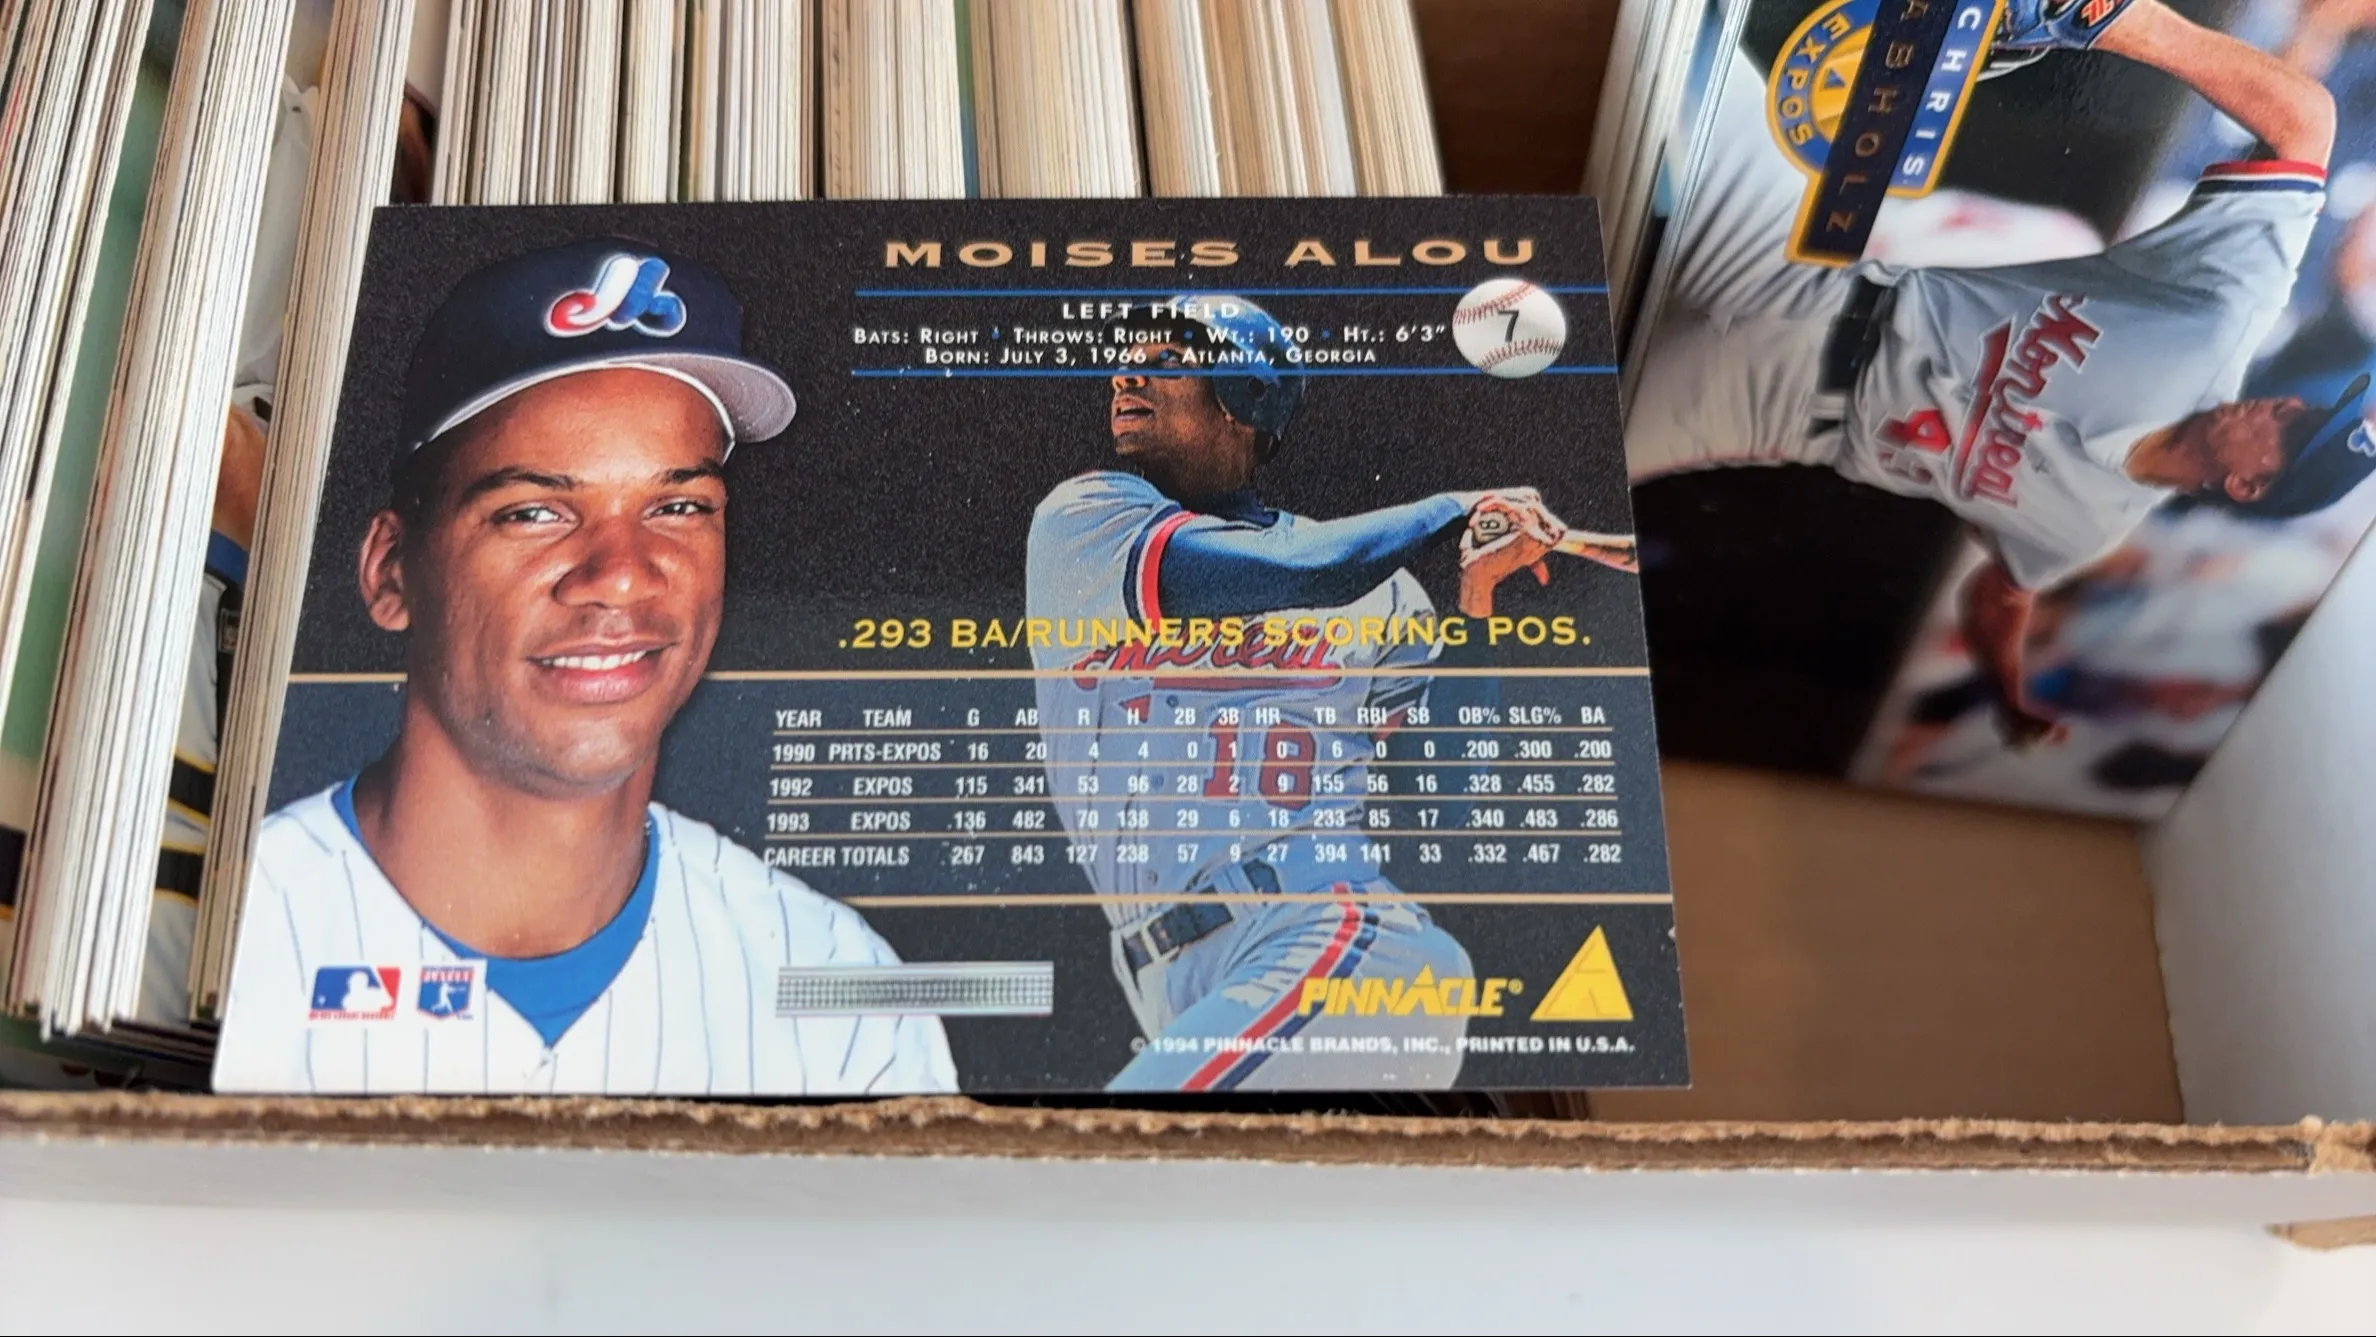 MOISES ALOU
LEFT FIELD
BATS: RIGHT • THROWS: RIGHT • WT.: 190 • HT.: 6'3"
BORN: JULY 3, 1966 • ATLANTA, GEORGIA
7
18
.293 BA/RUNNERS SCORING POS.
Montreal
18
YEAR TEAM G AB R H 2B 3B HR TB RBI SB OB% SLG% BA
1990 PRTS-EXPOS 16 20 4 4 0 1 0 6 0 0 .200 .300 .200
1992 EXPOS 115 341 53 96 28 2 9 155 56 16 .328 .455 .282
1993 EXPOS 136 482 70 138 29 6 18 233 85 17 .340 .483 .286
CAREER TOTALS 267 843 127 238 57 9 27 394 141 33 .332 .467 .282
PINNACLE®
© 1994 PINNACLE BRANDS, INC., PRINTED IN U.S.A.
CHRIS
ABHOLZ
EXPOS
Montreal